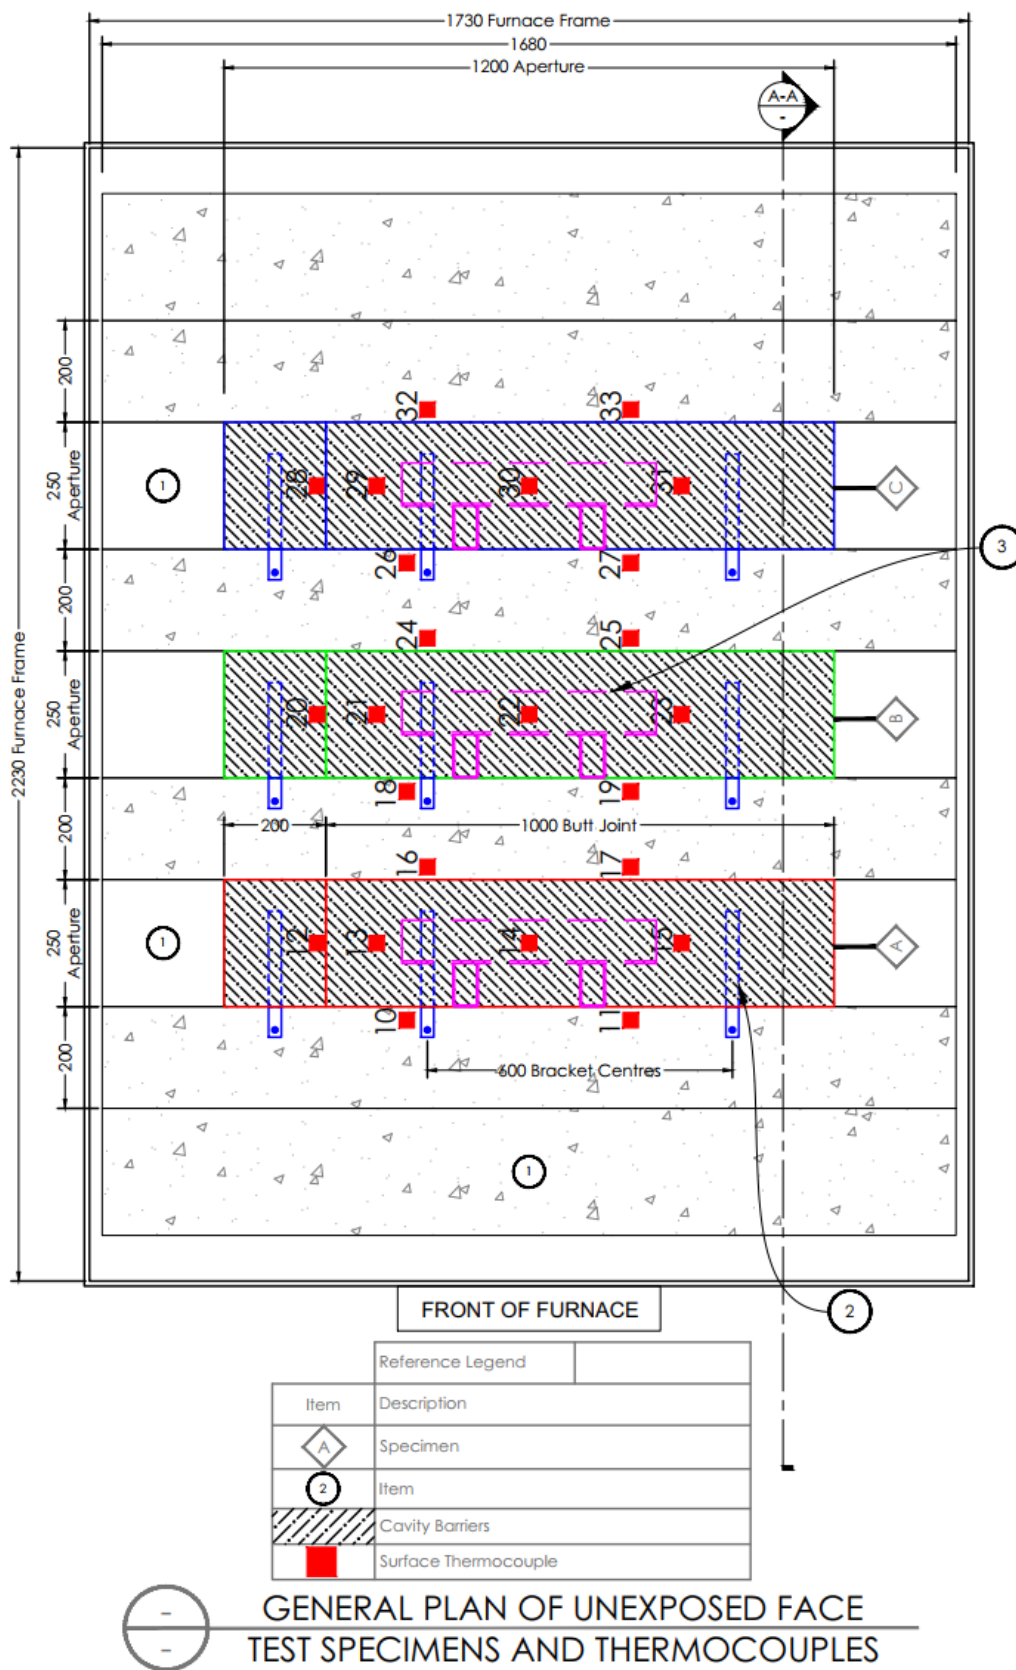 1730 Furnace Frame
1680
1200 Aperture
A-A
-
2230 Furnace Frame
200
32
33
250
Aperture
1
28
29
30
31
C
26
27
3
200
24
25
250
Aperture
20
21
22
23
B
18
19
200
200
1000 Butt Joint
16
17
250
Aperture
1
12
13
14
15
A
10
11
200
600 Bracket Centres
1
FRONT OF FURNACE
2
Reference Legend
Item
Description
A
Specimen
2
Item
Cavity Barriers
Surface Thermocouple
-
-
GENERAL PLAN OF UNEXPOSED FACE
TEST SPECIMENS AND THERMOCOUPLES